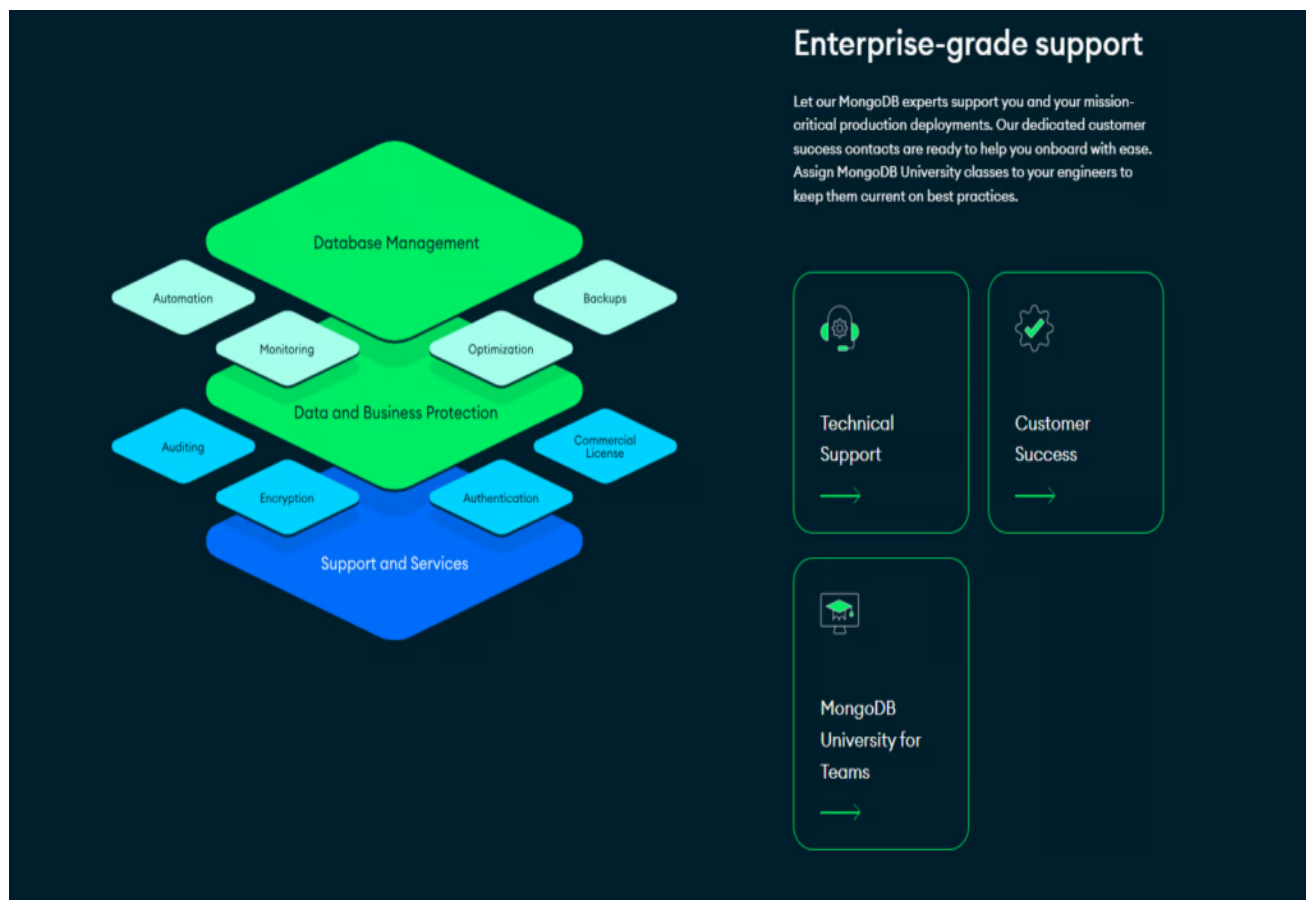 Enterprise-grade support
Let our MongoDB experts support you and your mission-
critical production deployments. Our dedicated customer
success contacts are ready to help you onboard with ease.
Assign MongoDB University classes to your engineers to
keep them current on best practices.
Database Management
Automation
Backups
Monitoring
Optimization
Data and Business Protection
Auditing
Commercial
License
Encryption
Authentication
Support and Services
Technical
Support
Customer
Success
MongoDB
University for
Teams